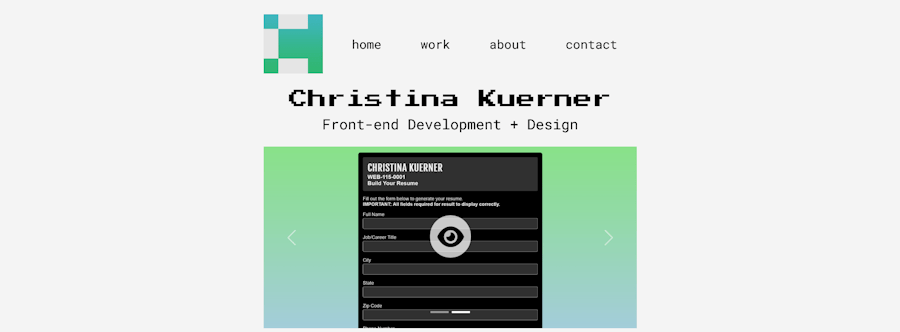 home work about contact
Christina Kuerner
Front-end Development + Design
CHRISTINA KUERNER
WEB-115-0001
Build Your Resume
Fill out the form below to generate your resume.
IMPORTANT: All fields required for result to display correctly.
Full Name
Job/Career Title
City
State
Zip Code